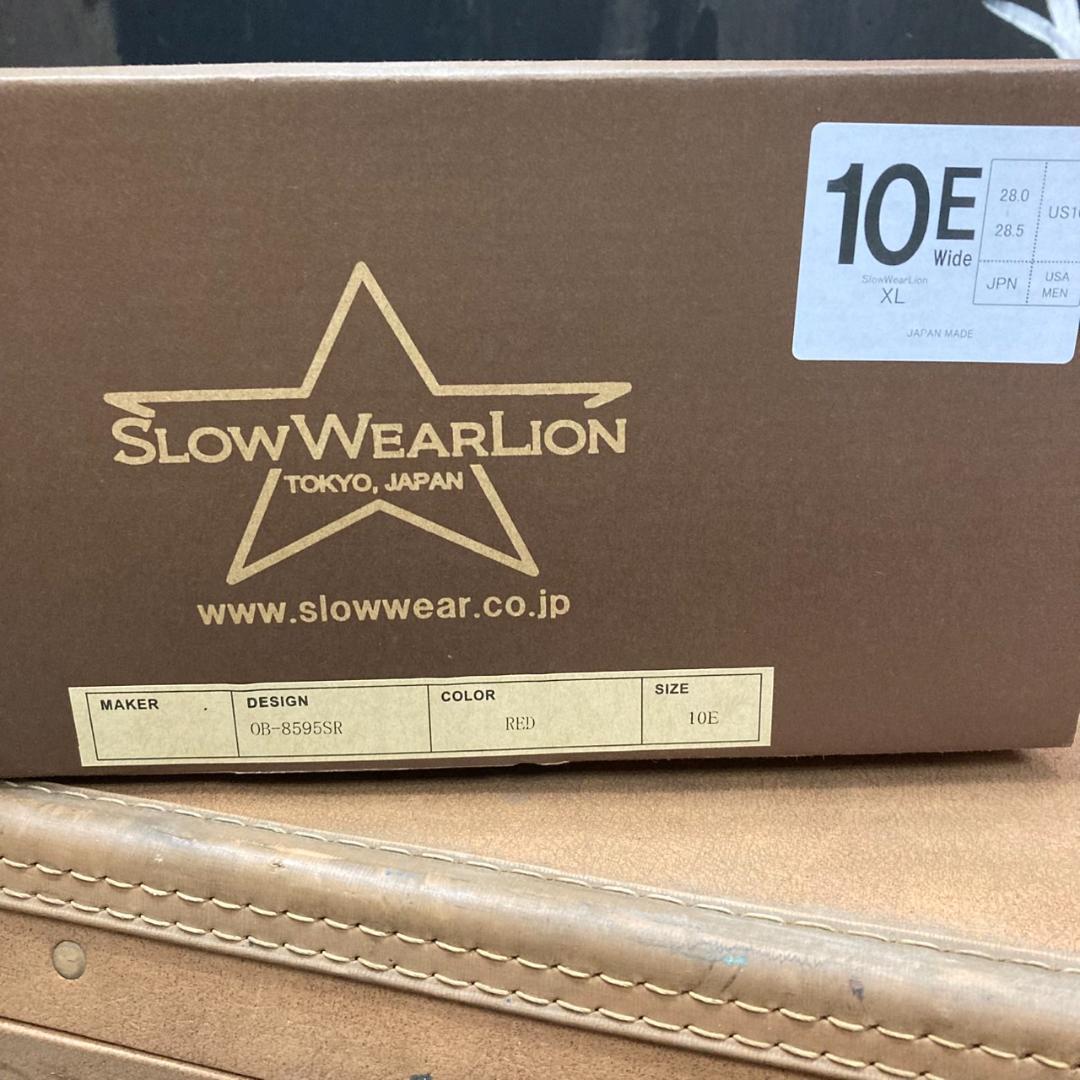 10E
Wide
SlowWearLion
XL
28.0
28.5
JPN
USA
MEN
JAPAN MADE
SLOWWEARLION
TOKYO, JAPAN
www.slowwear.co.jp
MAKER DESIGN COLOR SIZE
OB-8595SR RED 10E